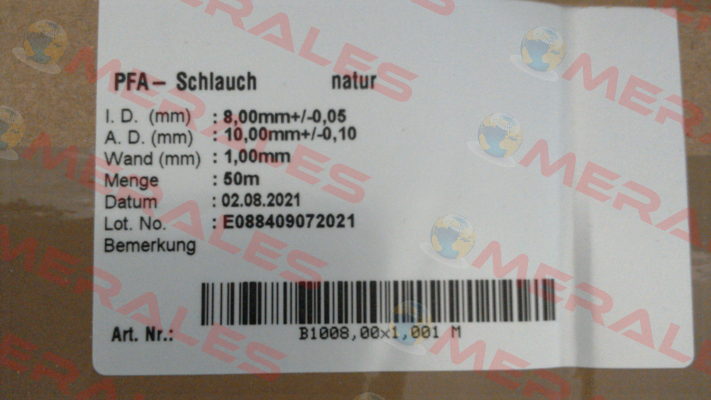 PFA – Schlauch natur
I. D. (mm) : 8,00mm+/-0,05
A. D. (mm) : 10,00mm+/-0,10
Wand (mm) : 1,00mm
Menge : 50m
Datum : 02.08.2021
Lot. No. : E088409072021
Bemerkung
Art. Nr.: B1008,00x1,001 M
MERALES
MERALES
MERALES
MERALES
MERALES
MERALES